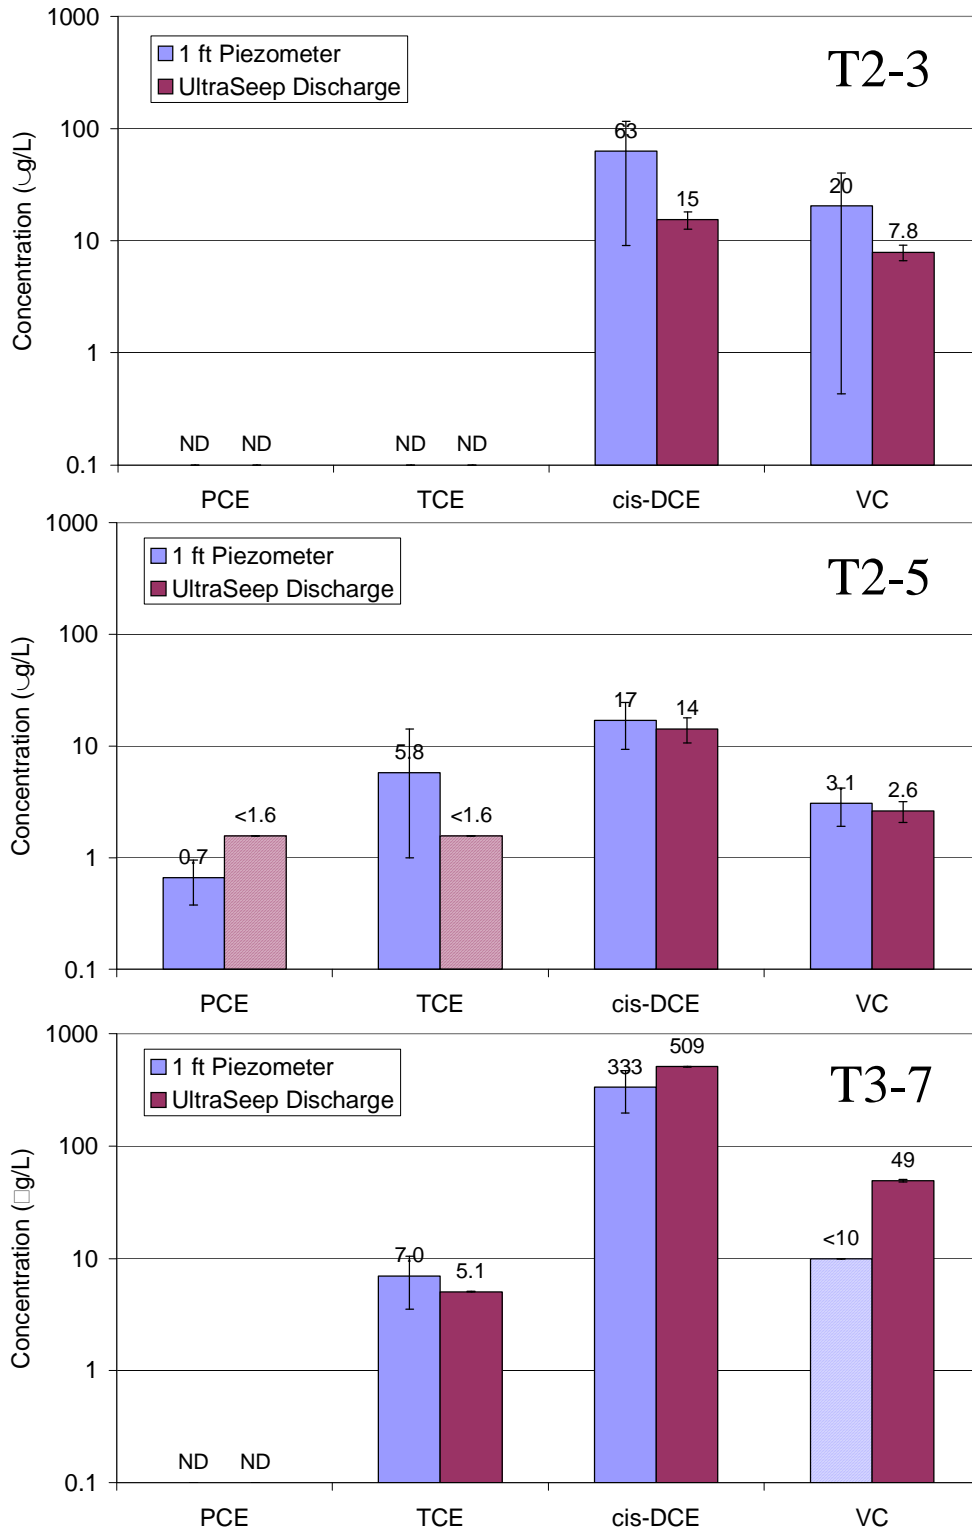 1000
1 ft Piezometer
UltraSeep Discharge
T2-3
100
63
15
20
7.8
10
1
ND ND ND ND
0.1
PCE TCE cis-DCE VC
Concentration (g/L)
1000
1 ft Piezometer
UltraSeep Discharge
T2-5
100
17
14
10
5.8
3.1
2.6
<1.6
<1.6
1
0.7
0.1
PCE TCE cis-DCE VC
Concentration (g/L)
1000
1 ft Piezometer
UltraSeep Discharge
T3-7
509
333
100
49
10
<10
7.0
5.1
1
ND ND
0.1
PCE TCE cis-DCE VC
Concentration (□g/L)